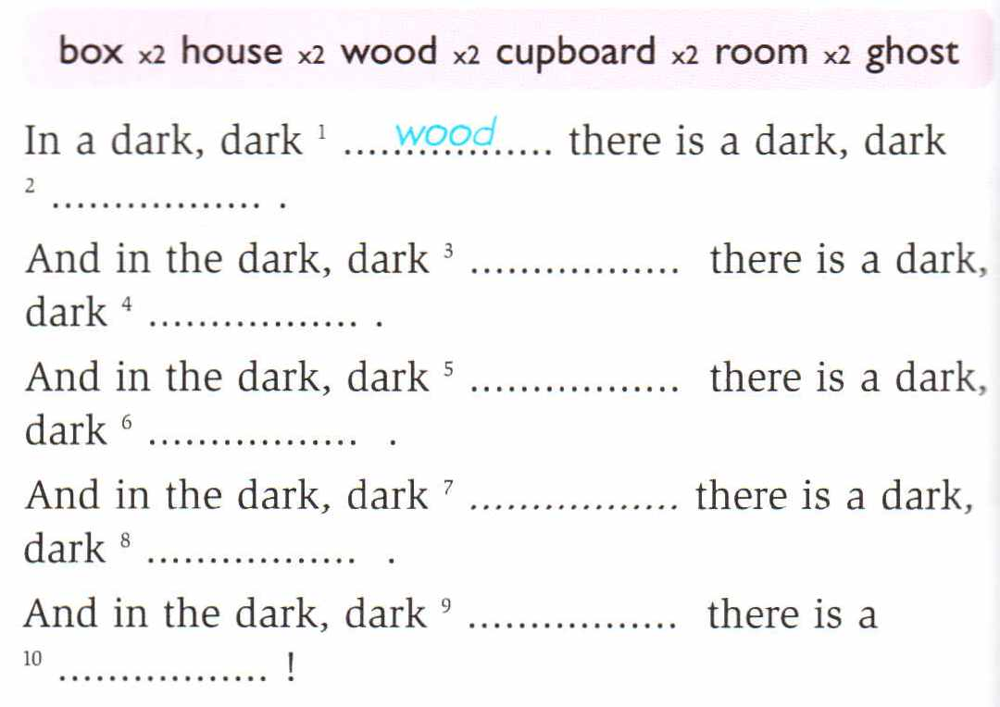 box x2 house x2 wood x2 cupboard x2 room x2 ghost
In a dark, dark 1 ....wood..... there is a dark, dark
2 ................. .
And in the dark, dark 3 ................. there is a dark,
dark 4 ................. .
And in the dark, dark 5 ................. there is a dark,
dark 6 ................. .
And in the dark, dark 7 ................. there is a dark,
dark 8 ................. .
And in the dark, dark 9 ................. there is a
10 ................. !